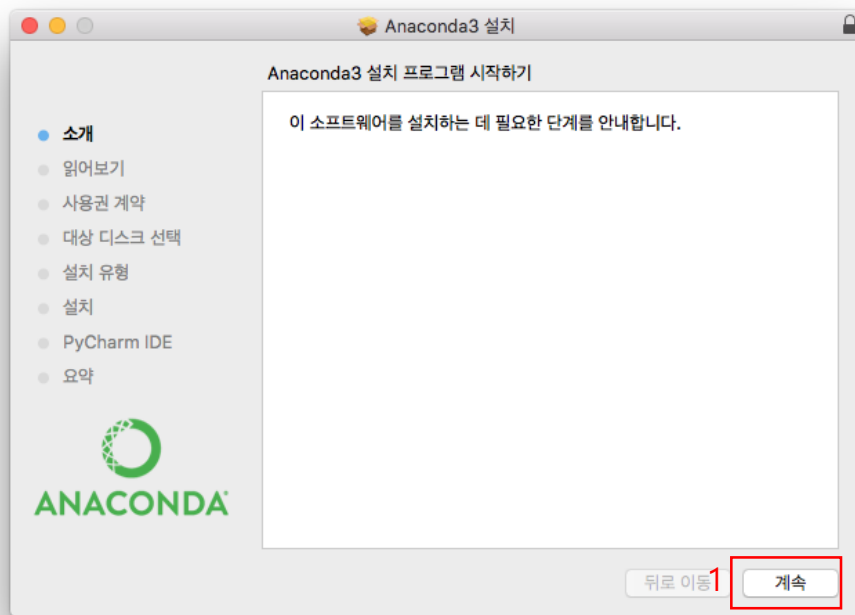 Anaconda3 설치
Anaconda3 설치 프로그램 시작하기
이 소프트웨어를 설치하는 데 필요한 단계를 안내합니다.
소개
읽어보기
사용권 계약
대상 디스크 선택
설치 유형
설치
PyCharm IDE
요약
ANACONDA
뒤로 이동 1 계속